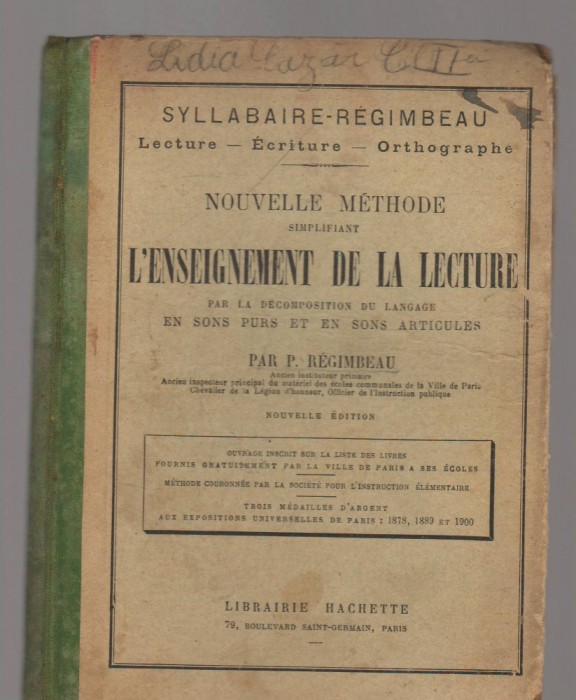 Lidia Lazar Cl II a
SYLLABAIRE-RÉGIMBEAU
Lecture — Écriture — Orthographe
NOUVELLE MÉTHODE
SIMPLIFIANT
L'ENSEIGNEMENT DE LA LECTURE
PAR LA DÉCOMPOSITION DU LANGAGE
EN SONS PURS ET EN SONS ARTICULES
PAR P. RÉGIMBEAU
Ancien instituteur primaire
Ancien inspecteur principal du matériel des écoles communales de la Ville de Paris
Chevalier de la Légion d'honneur, Officier de l'Instruction publique
NOUVELLE ÉDITION
OUVRAGE INSCRIT SUR LA LISTE DES LIVRES
FOURNIS GRATUITEMENT PAR LA VILLE DE PARIS A SES ÉCOLES
MÉTHODE COURONNÉE PAR LA SOCIÉTÉ POUR L'INSTRUCTION ÉLÉMENTAIRE
TROIS MÉDAILLES D'ARGENT
AUX EXPOSITIONS UNIVERSELLES DE PARIS : 1878, 1889 ET 1900
LIBRAIRIE HACHETTE
79, BOULEVARD SAINT-GERMAIN, PARIS